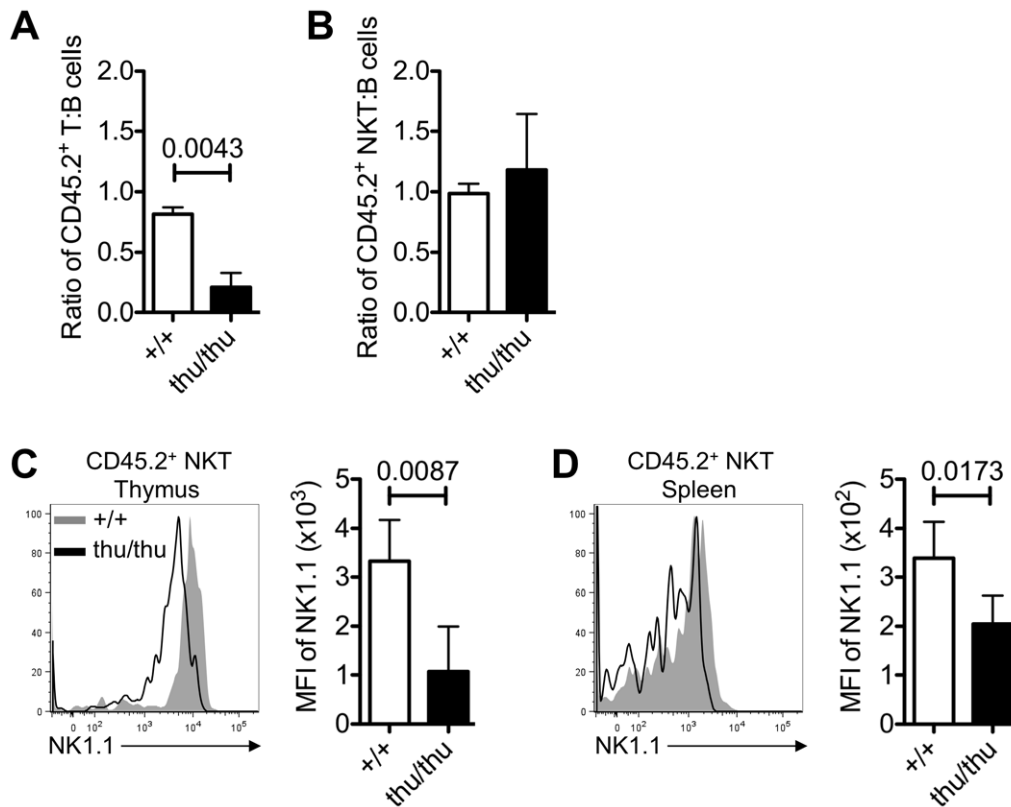 A
Ratio of CD45.2⁺ T:B cells
2.0
1.5
1.0
0.5
0.0
0.0043
+/+
thu/thu
B
Ratio of CD45.2⁺ NKT:B cells
2.0
1.5
1.0
0.5
0.0
+/+
thu/thu
C
CD45.2⁺ NKT
Thymus
+/+
thu/thu
100
80
60
40
20
0
0 10² 10³ 10⁴ 10⁵
NK1.1
MFI of NK1.1 (x10³)
5
4
3
2
1
0
0.0087
+/+
thu/thu
D
CD45.2⁺ NKT
Spleen
100
80
60
40
20
0
0 10² 10³ 10⁴ 10⁵
NK1.1
MFI of NK1.1 (x10²)
5
4
3
2
1
0
0.0173
+/+
thu/thu